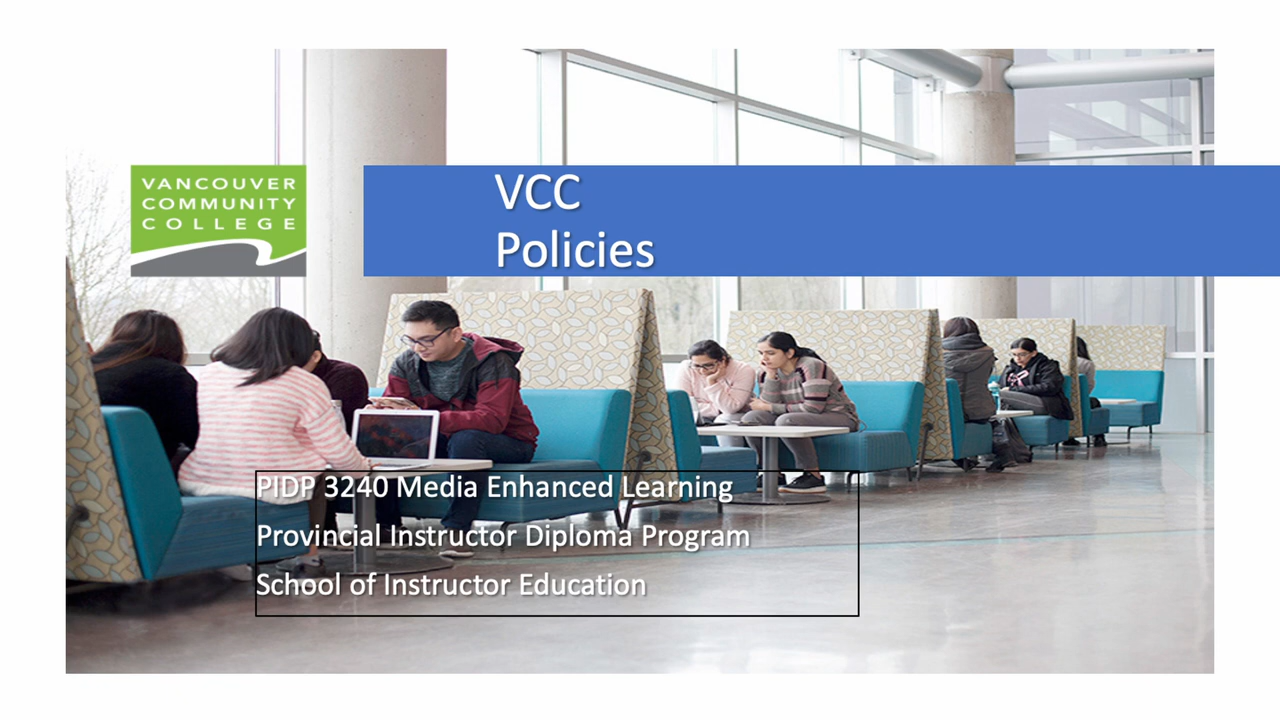 VANCOUVER
COMMUNITY
COLLEGE
VCC
Policies
PIDP 3240 Media Enhanced Learning
Provincial Instructor Diploma Program
School of Instructor Education